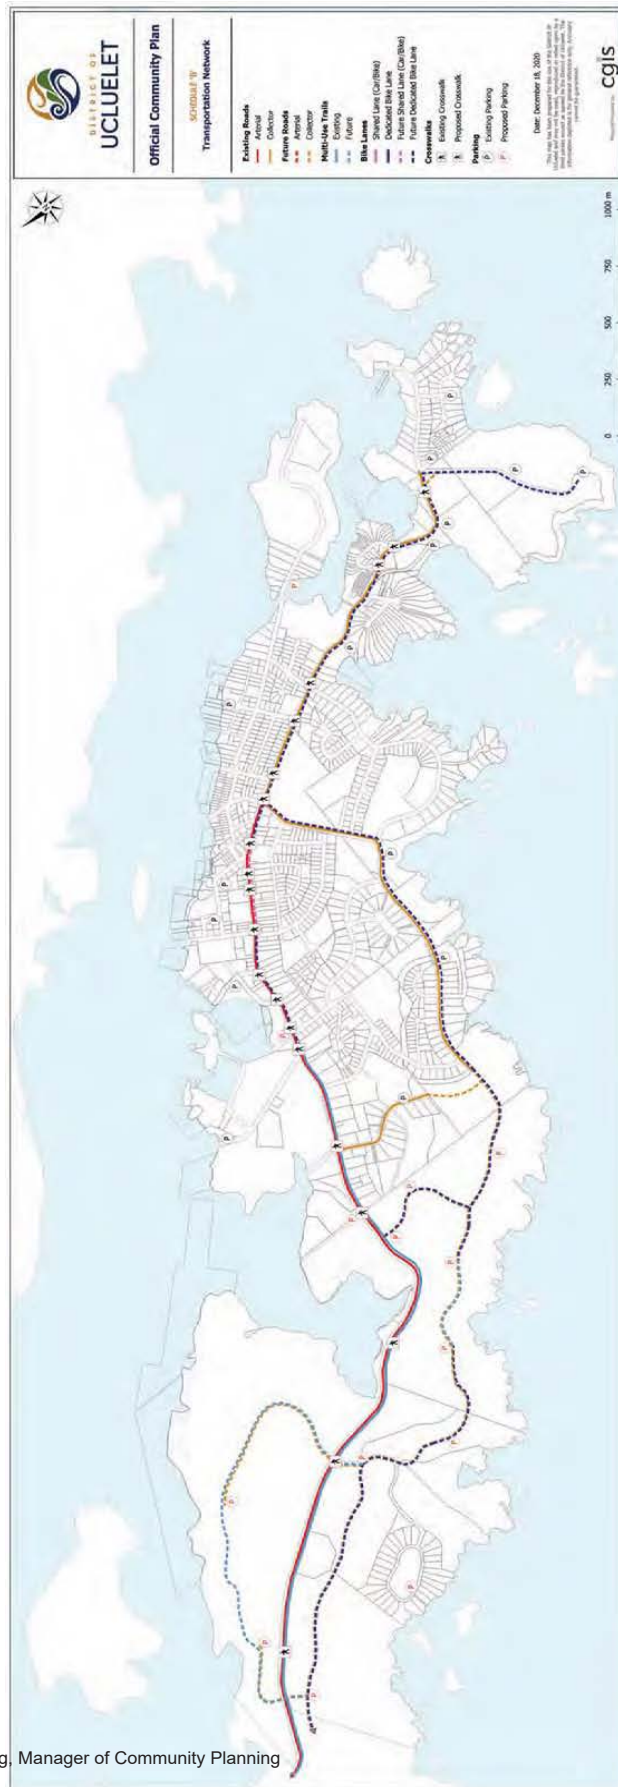 DISTRICT OF
UCLUELET
Official Community Plan
SCHEDULE 'B'
Transportation Network
Existing Roads
Arterial
Collector
Future Roads
Arterial
Collector
Multi-Use Trails
Existing
Future
Bike Lanes
Shared Lane (Car/Bike)
Dedicated Bike Lane
Future Shared Lane (Car/Bike)
Future Dedicated Bike Lane
Crosswalks
Existing Crosswalk
Proposed Crosswalk
Parking
P Existing Parking
P Proposed Parking
Date: December 18, 2020
cgis
0 250 500 750 1000 m
g, Manager of Community Planning